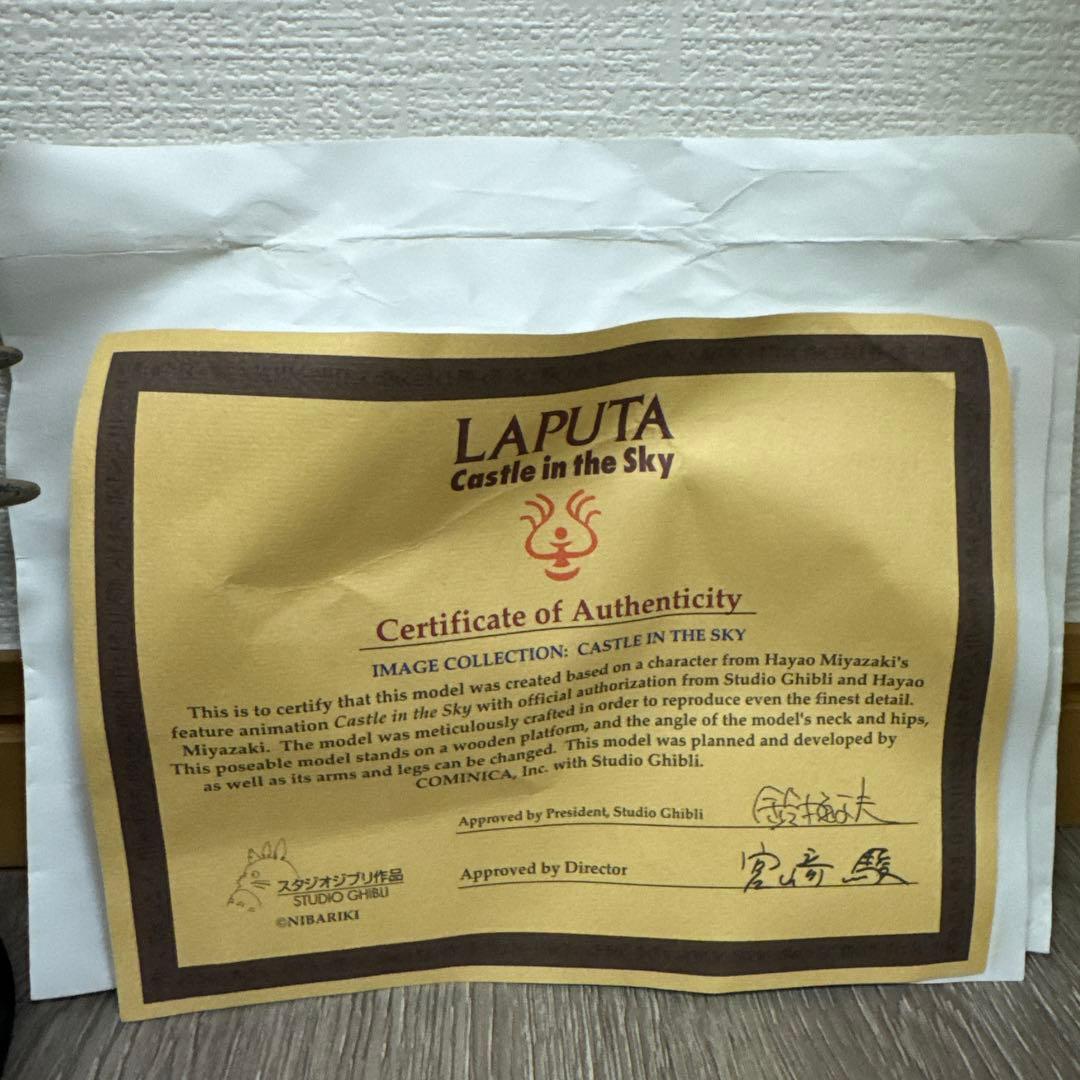 LAPUTA
Castle in the Sky
Certificate of Authenticity
IMAGE COLLECTION: CASTLE IN THE SKY
This is to certify that this model was created based on a character from Hayao Miyazaki's
feature animation Castle in the Sky with official authorization from Studio Ghibli and Hayao
Miyazaki. The model was meticulously crafted in order to reproduce even the finest detail.
This poseable model stands on a wooden platform, and the angle of the model's neck and hips,
as well as its arms and legs can be changed. This model was planned and developed by
COMINICA, Inc. with Studio Ghibli.
Approved by President, Studio Ghibli 鈴木敏夫
Approved by Director 宮崎駿
スタジオジブリ作品
STUDIO GHIBLI
©NIBARIKI